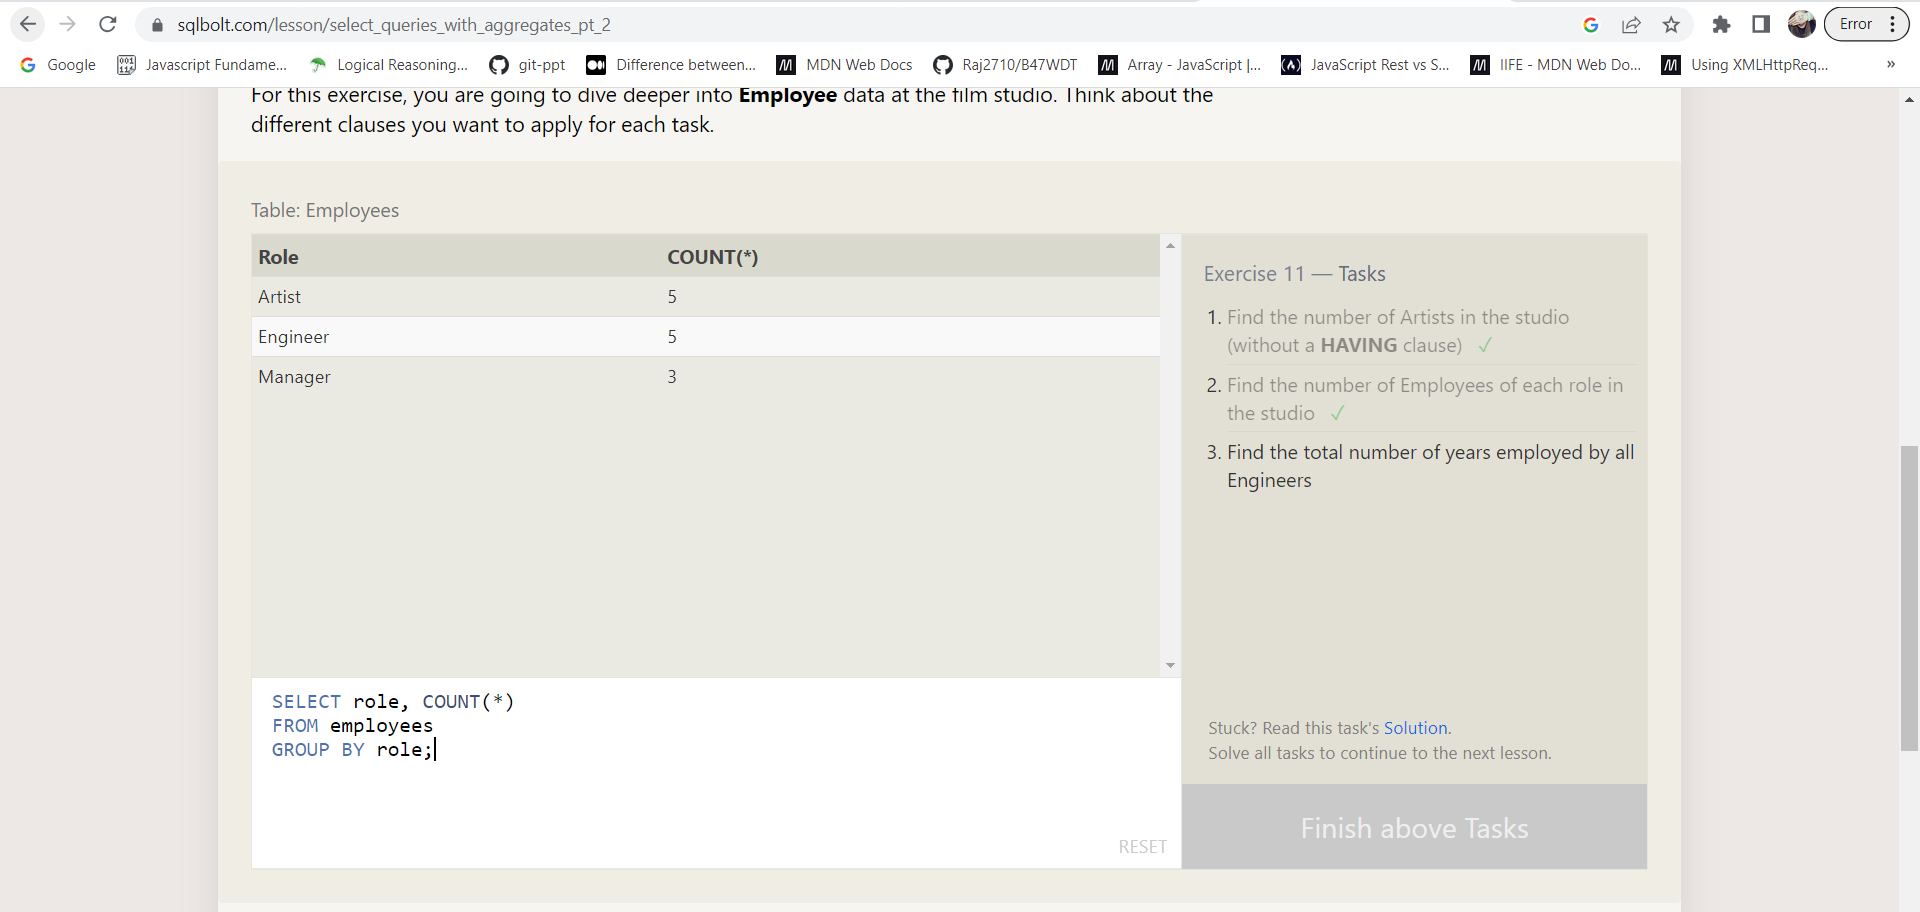 sqlbolt.com/lesson/select_queries_with_aggregates_pt_2
Error
Google
Javascript Fundame...
Logical Reasoning...
git-ppt
Difference between...
MDN Web Docs
Raj2710/B47WDT
Array - JavaScript |...
JavaScript Rest vs S...
IIFE - MDN Web Do...
Using XMLHttpReq...
»
For this exercise, you are going to dive deeper into Employee data at the film studio. Think about the
different clauses you want to apply for each task.
Table: Employees
Role COUNT(*)
Artist 5
Engineer 5
Manager 3
SELECT role, COUNT(*)
FROM employees
GROUP BY role;
RESET
Exercise 11 — Tasks
1. Find the number of Artists in the studio
(without a HAVING clause) ✓
2. Find the number of Employees of each role in
the studio ✓
3. Find the total number of years employed by all
Engineers
Stuck? Read this task's Solution.
Solve all tasks to continue to the next lesson.
Finish above Tasks